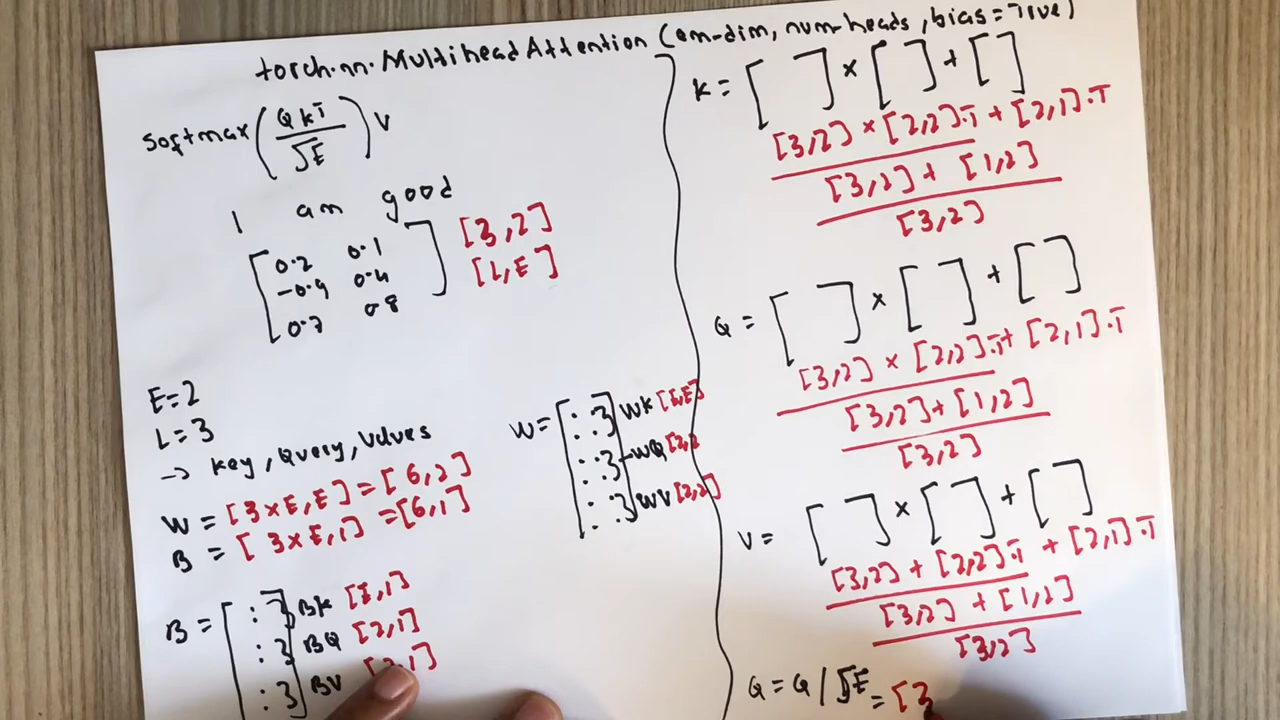 torch.nn.MultiheadAttention (em-dim, num-heads, bias=True)
softmax (QKT / √E) V
I am good
0.2 0.1
-0.9 0.4
0.7 0.8
[3,2]
[L,E]
E=2
L=3
→ key, Query, Values
W = [3×E,E] = [6,2]
B = [3×E,1] = [6,1]
B = [ : : : ]
BK [E,1]
BQ [2,1]
BV [2,1]
W = [ : : : ]
WK [E,E]
WQ [2,2
WV [2,2]
K = [ ] × [ ] + [ ]
[3,2] × [2,2].T + [2,1].T
[3,2] + [1,2]
[3,2]
Q = [ ] × [ ] + [ ]
[3,2] × [2,2].T + [2,1].T
[3,2] + [1,2]
[3,2]
V = [ ] × [ ] + [ ]
[3,2] + [2,2].T + [2,1].T
[3,2] + [1,2]
[3,2]
Q = Q / √E = [3